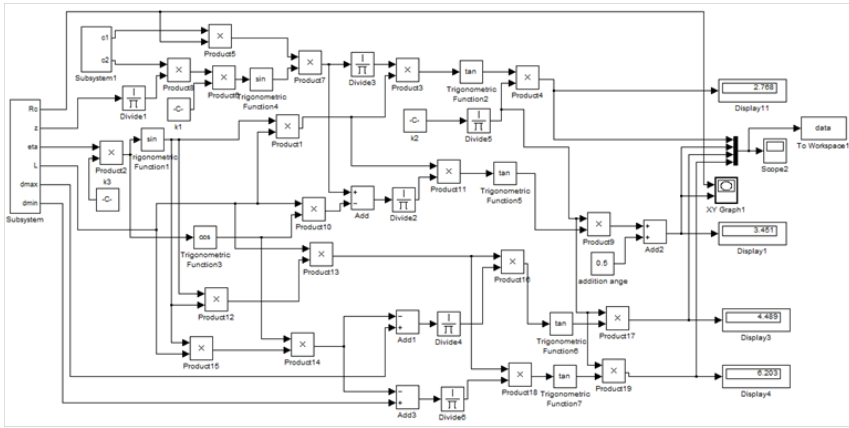 c1
c2
Subsystem1
Product5
Product8
Product6
-C-
k1
sin
Trigonometric
Function4
Product7
Divide3
Product3
tan
Trigonometric
Function2
Product4
2.768
Display11
Ro
z
eta
L
dmax
dmin
Subsystem
Divide1
Product2
k3
-C-
sin
Trigonometric
Function1
Product1
-C-
k2
Divide5
data
To Workspace1
Scope2
XY Graph1
Product10
Add
Divide2
Product11
tan
Trigonometric
Function5
Product9
Add2
0.5
addition ange
3.461
Display1
cos
Trigonometric
Function3
Product13
Product12
Product16
Product15
Product14
Add1
Divide4
tan
Trigonometric
Function6
Product17
4.489
Display3
Add3
Divide6
Product18
tan
Trigonometric
Function7
Product19
6.203
Display4